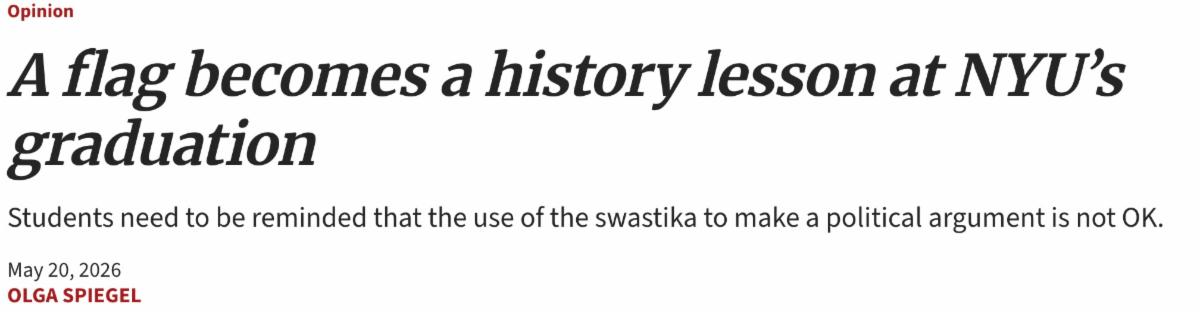 Opinion
A flag becomes a history lesson at NYU’s
graduation
Students need to be reminded that the use of the swastika to make a political argument is not OK.
May 20, 2026
OLGA SPIEGEL